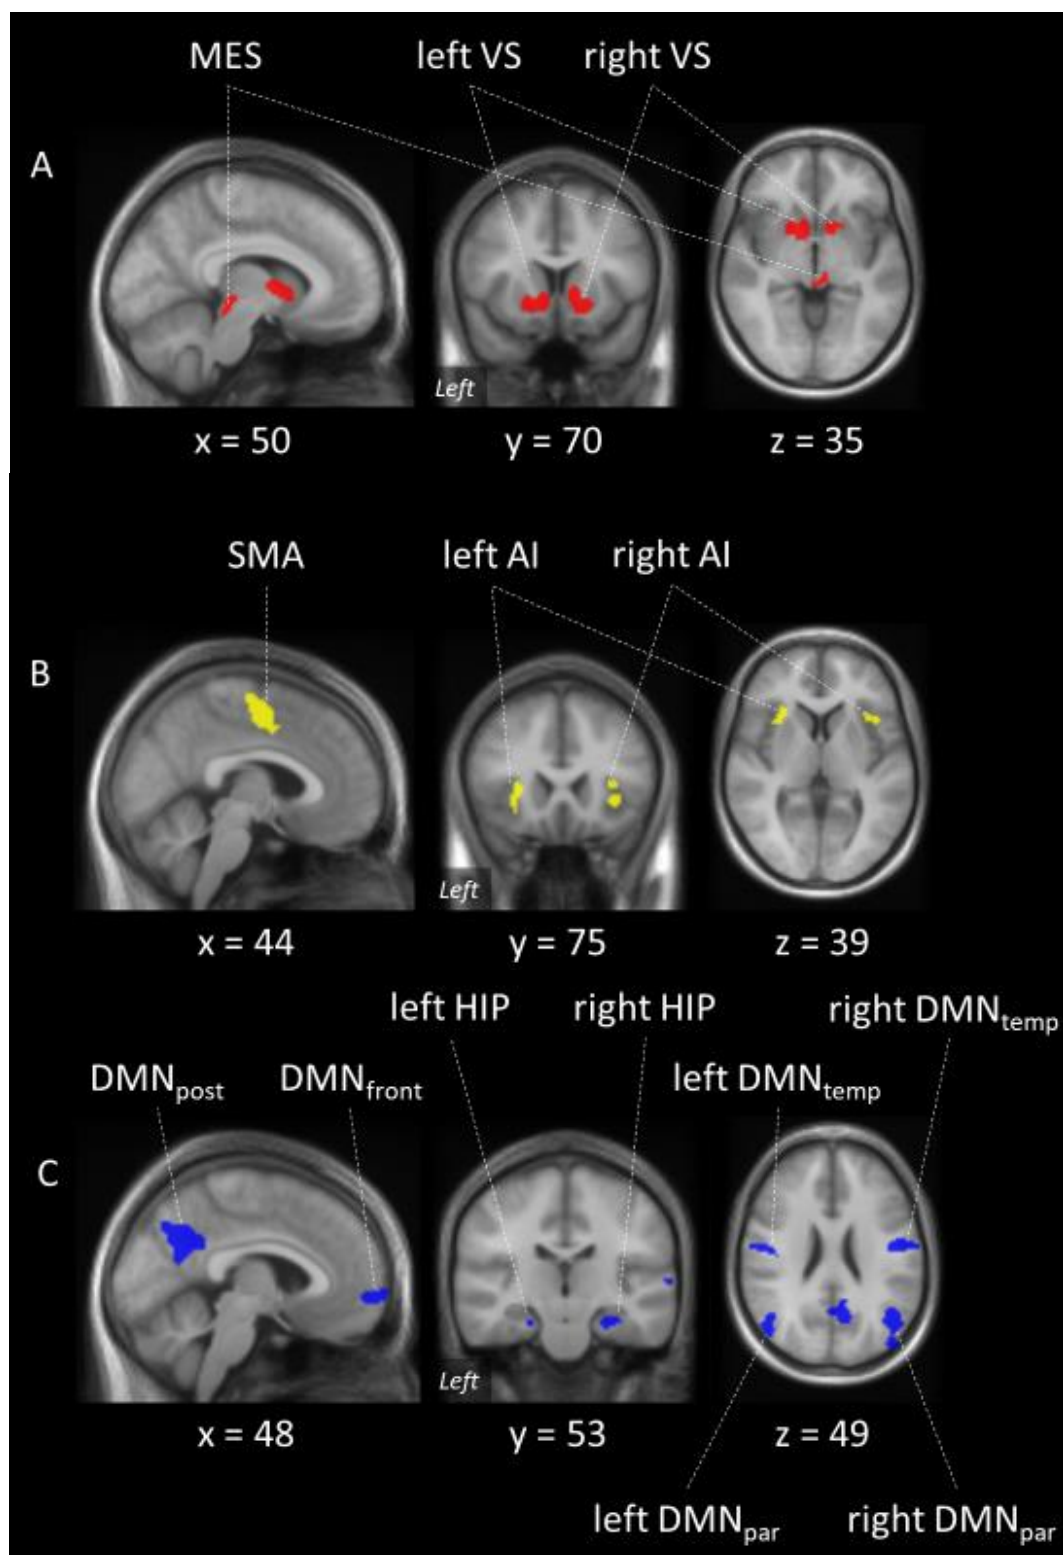 MES left VS right VS
A
Left
x = 50 y = 70 z = 35
SMA left AI right AI
B
Left
x = 44 y = 75 z = 39
left HIP right HIP right DMNtemp
DMNpost DMNfront left DMNtemp
C
Left
x = 48 y = 53 z = 49
left DMNpar right DMNpar